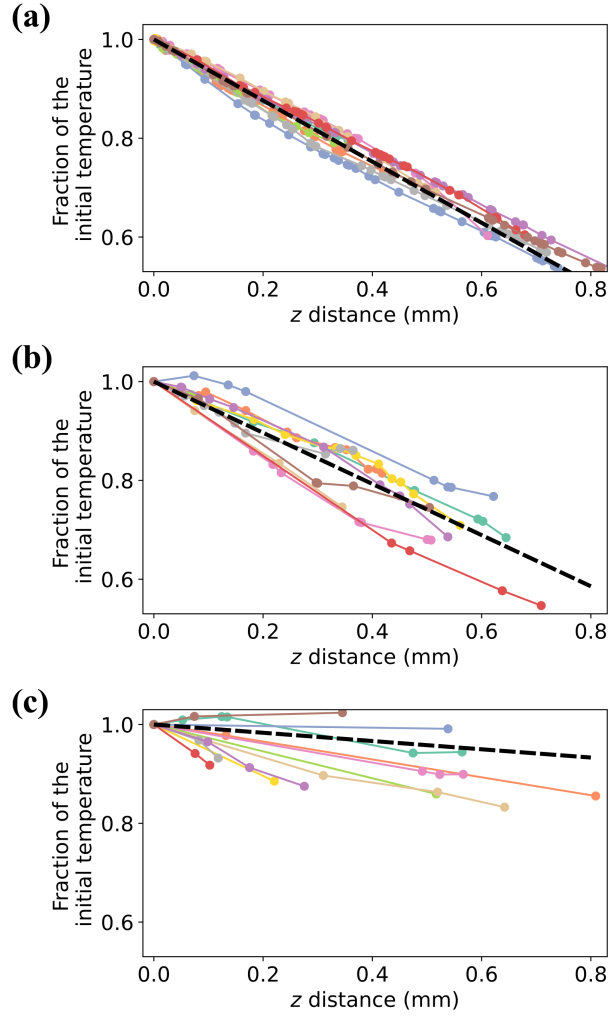 (a)
Fraction of the
initial temperature
1.0
0.8
0.6
0.0 0.2 0.4 0.6 0.8
z distance (mm)
(b)
Fraction of the
initial temperature
1.0
0.8
0.6
0.0 0.2 0.4 0.6 0.8
z distance (mm)
(c)
Fraction of the
initial temperature
1.0
0.8
0.6
0.0 0.2 0.4 0.6 0.8
z distance (mm)